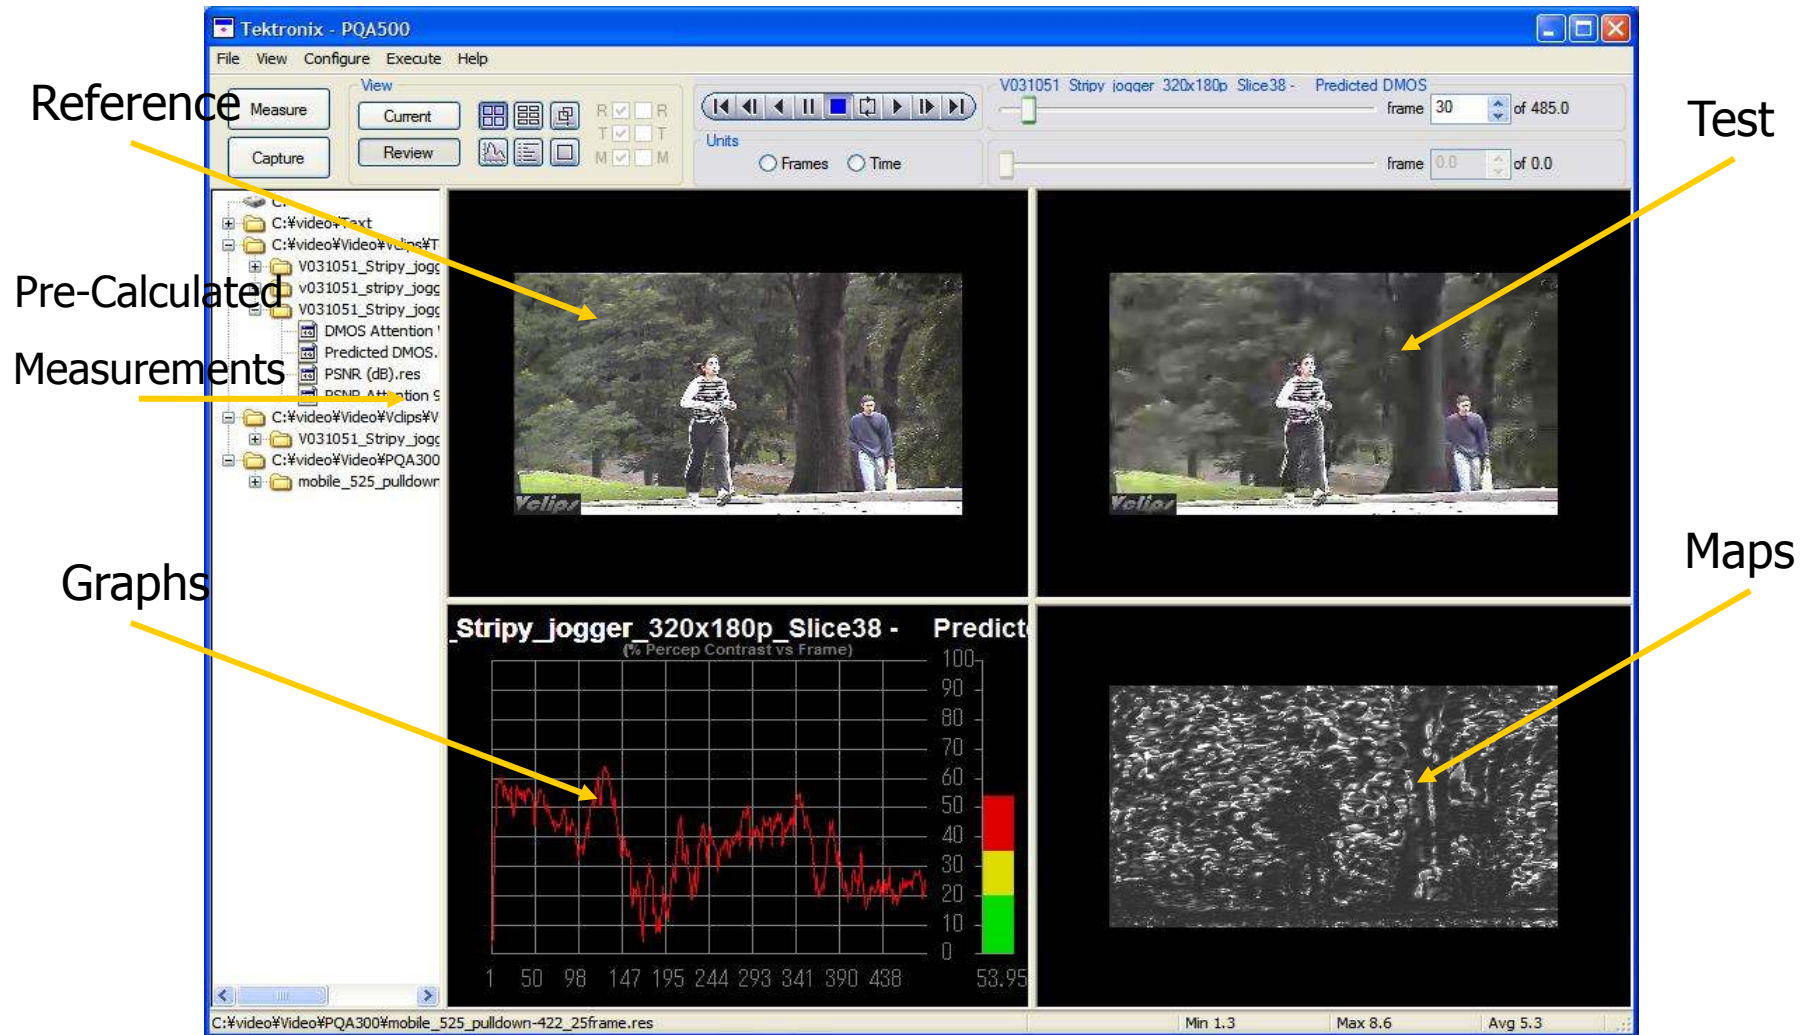 Tektronix - PQA500
File View Configure Execute Help
Reference
Test
Pre-Calculated
Measurements
Graphs
Maps
Measure
Capture
View
Current
Review
R R
T T
M M
Units
Frames Time
V031051 Stripy jogger 320x180p Slice38 - Predicted DMOS
frame 30 of 485.0
frame 0.0 of 0.0
C:
C:¥video¥Text
C:¥video¥Video¥Vclips¥T
V031051_Stripy_jogg
v031051_stripy_jogg
V031051_Stripy_jogg
DMOS Attention
Predicted DMOS.
PSNR (dB).res
PSNR Attention 9
C:¥video¥Video¥Vclips¥V
V031051_Stripy_jogg
C:¥video¥Video¥PQA300
mobile_525_pulldown
Vclips
Vclips
_Stripy_jogger_320x180p_Slice38 - Predict
(% Percep Contrast vs Frame)
100
90
80
70
60
50
40
30
20
10
0
1 50 98 147 195 244 293 341 390 438 53.95
C:¥video¥Video¥PQA300¥mobile_525_pulldown-422_25frame.res
Min 1.3 Max 8.6 Avg 5.3